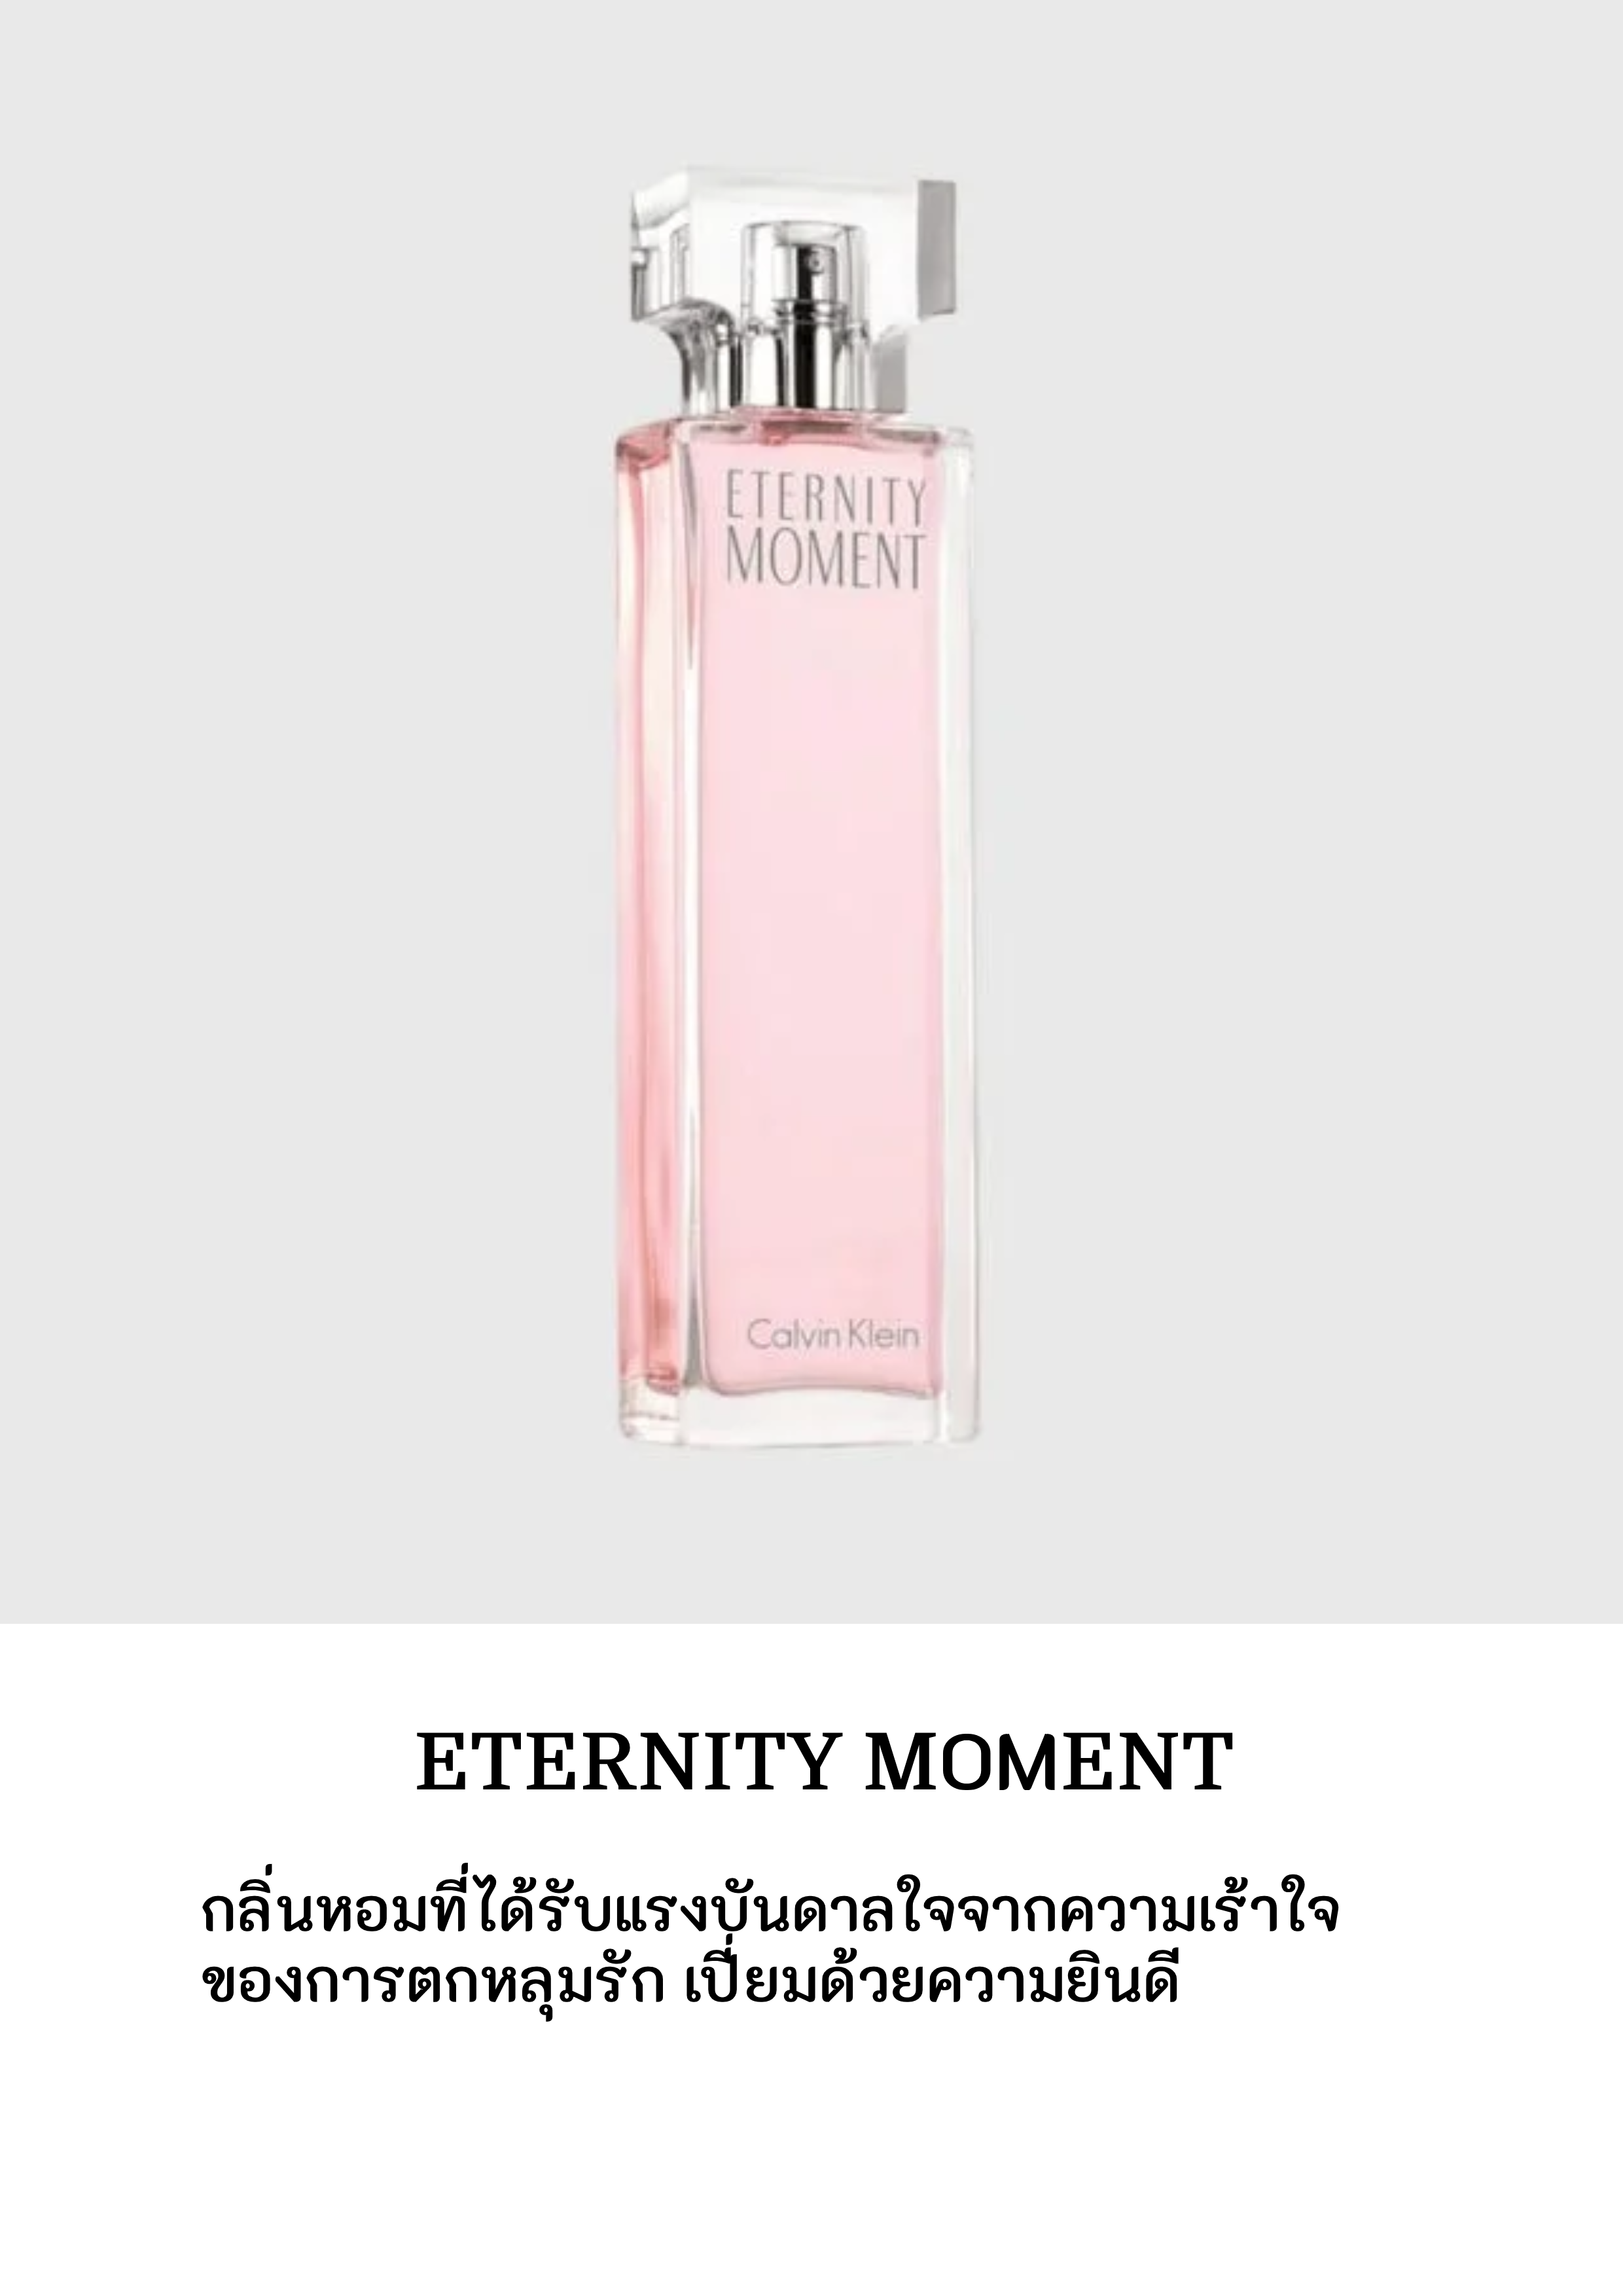 ETERNITY
MOMENT
Calvin Klein
ETERNITY MOMENT
กลิ่นหอมที่ได้รับแรงบันดาลใจจากความเร้าใจ
ของการตกหลุมรัก เปี่ยมด้วยความยินดี